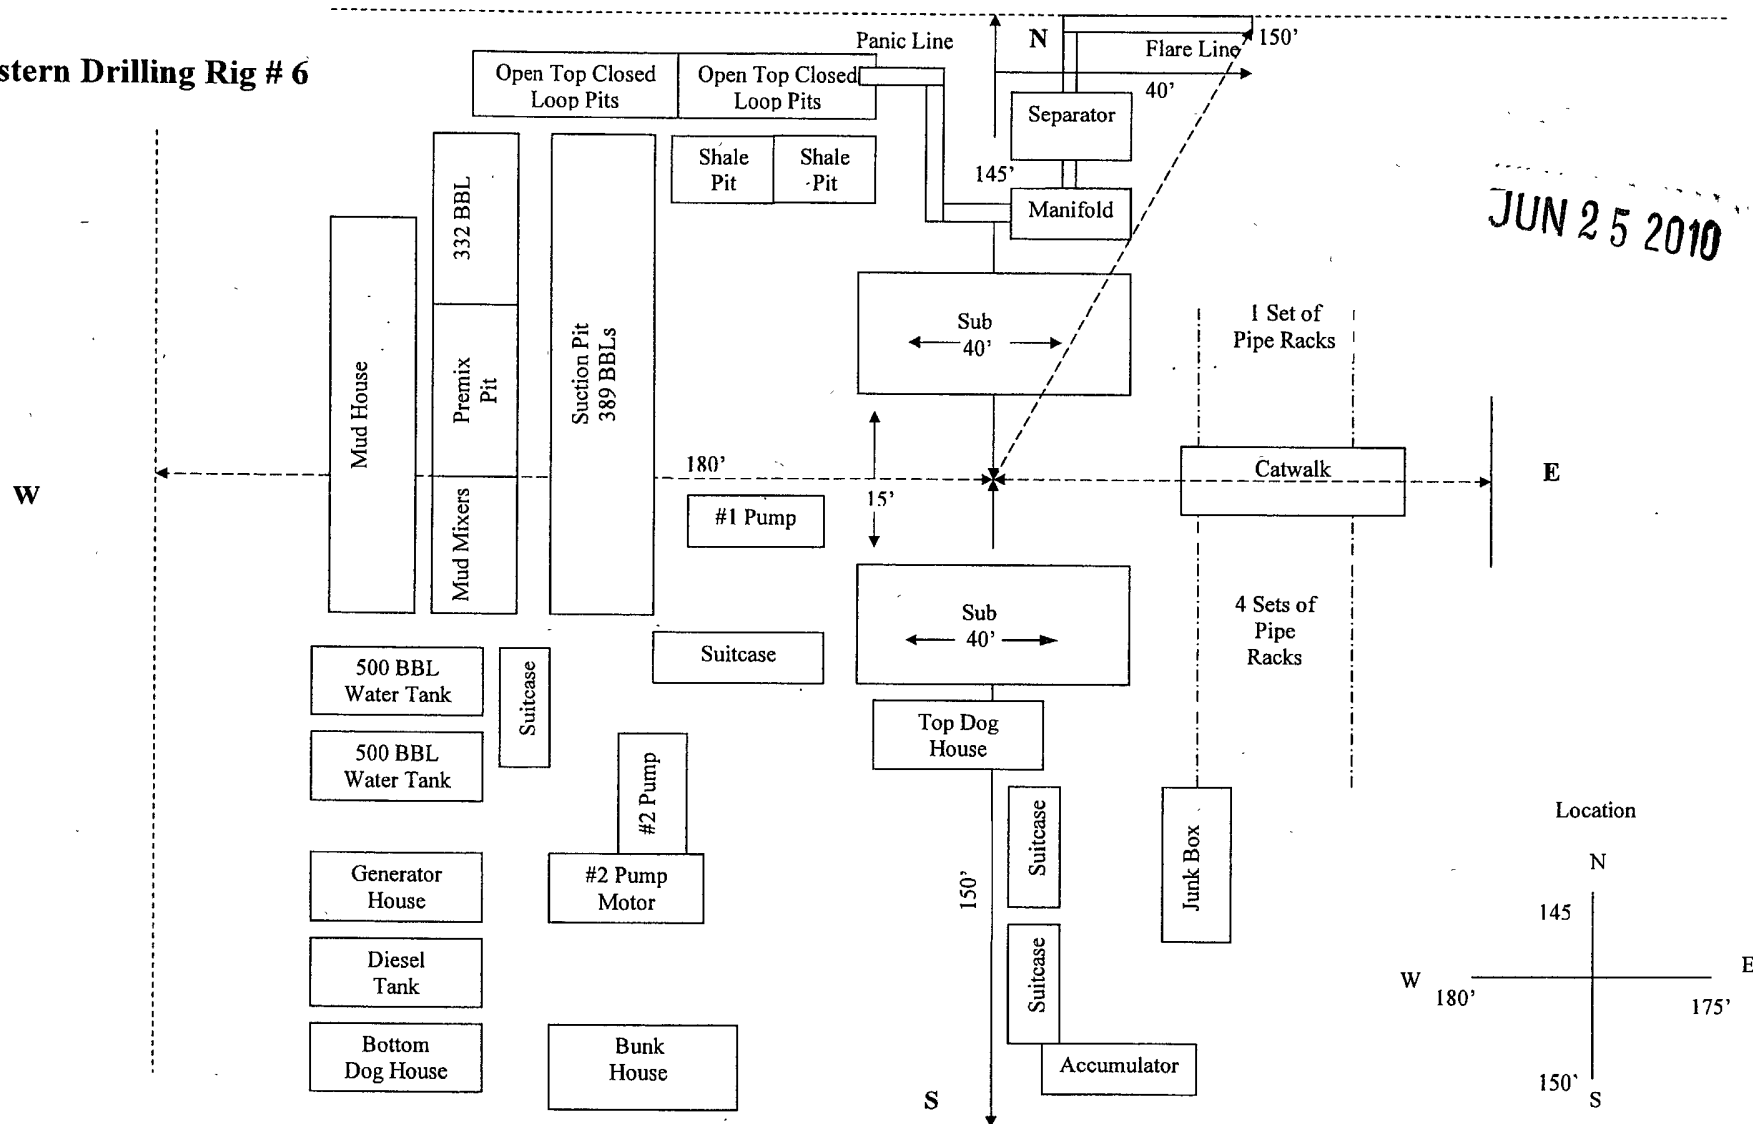 stern Drilling Rig # 6
Panic Line
N
Flare Line
150'
40'
Open Top Closed
Loop Pits
Open Top Closed
Loop Pits
Separator
Shale
Pit
Shale
Pit
145'
Manifold
JUN 25 2010
332 BBL
Premix
Pit
Mud Mixers
Mud House
Suction Pit
389 BBLs
Sub
40'
1 Set of
Pipe Racks
W
180'
15'
#1 Pump
Catwalk
E
Sub
40'
4 Sets of
Pipe
Racks
500 BBL
Water Tank
Suitcase
Suitcase
500 BBL
Water Tank
Top Dog
House
#2 Pump
#2 Pump
Motor
Generator
House
Diesel
Tank
Bottom
Dog House
Bunk
House
150'
Suitcase
Suitcase
Junk Box
Accumulator
S
Location
N
145
W
180'
E
175'
150'
S